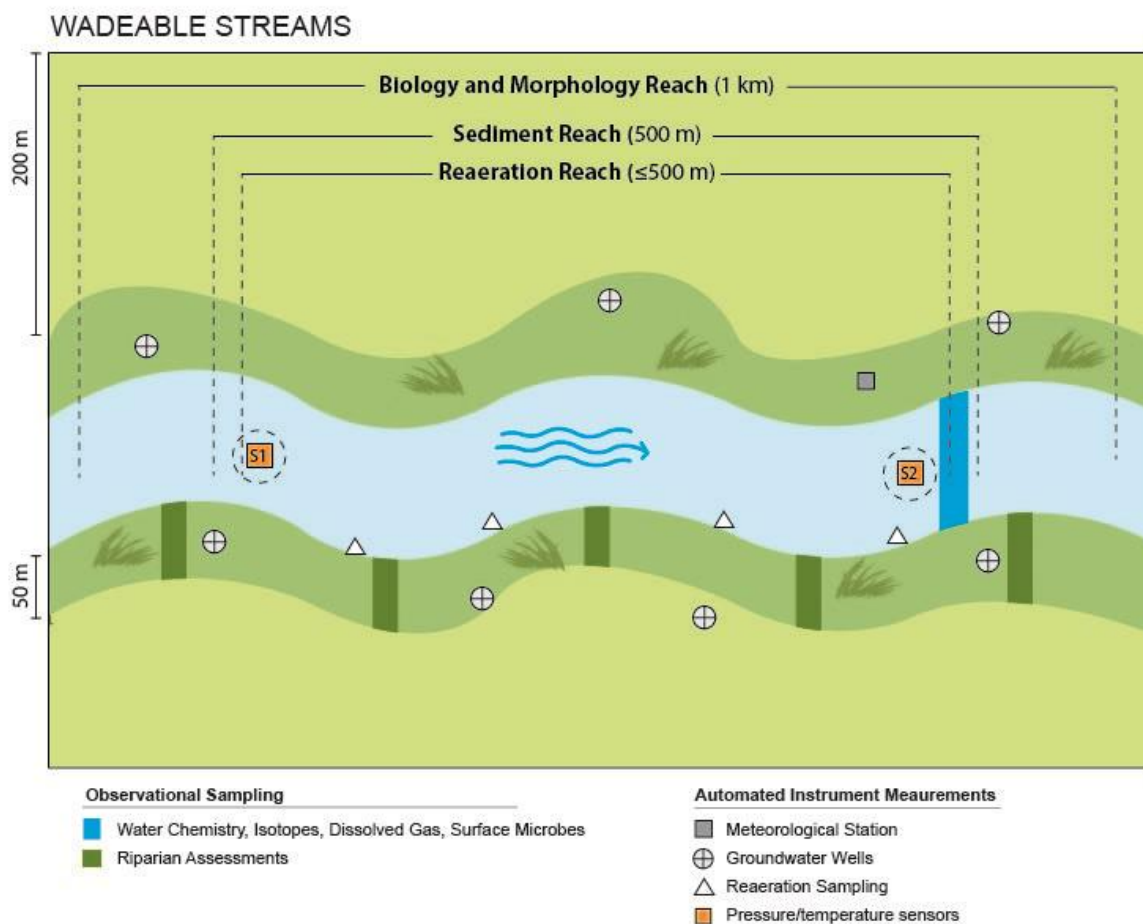 WADEABLE STREAMS
Biology and Morphology Reach (1 km)
Sediment Reach (500 m)
Reaeration Reach (≤500 m)
200 m
S1
S2
50 m
Observational Sampling
Water Chemistry, Isotopes, Dissolved Gas, Surface Microbes
Riparian Assessments
Automated Instrument Meaurements
Meteorological Station
Groundwater Wells
Reaeration Sampling
Pressure/temperature sensors